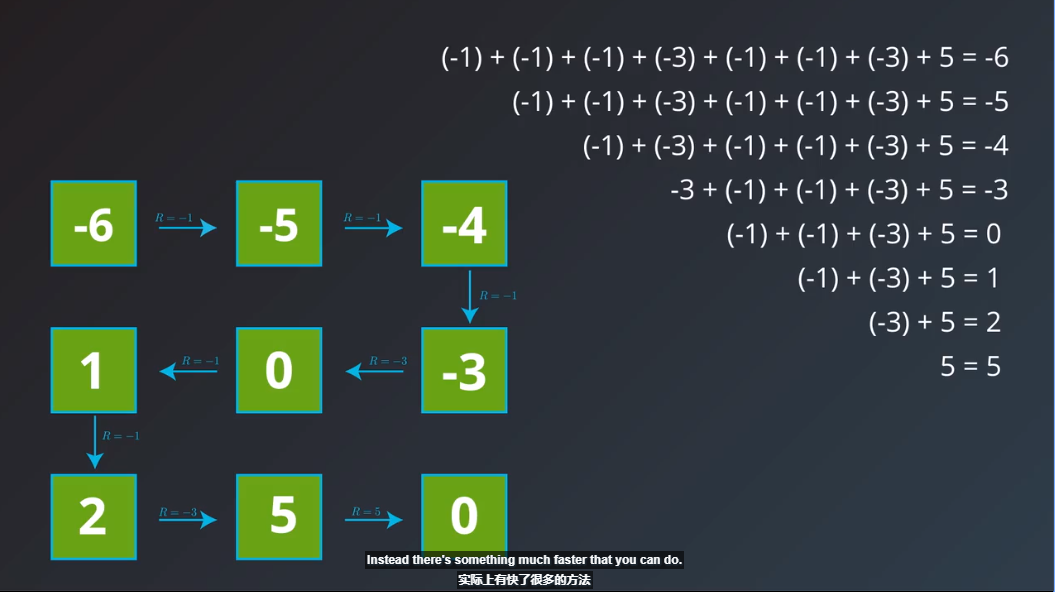 (-1) + (-1) + (-1) + (-3) + (-1) + (-1) + (-3) + 5 = -6
(-1) + (-1) + (-3) + (-1) + (-1) + (-3) + 5 = -5
(-1) + (-3) + (-1) + (-1) + (-3) + 5 = -4
-3 + (-1) + (-1) + (-3) + 5 = -3
(-1) + (-1) + (-3) + 5 = 0
(-1) + (-3) + 5 = 1
(-3) + 5 = 2
5 = 5
-6 R = -1 -5 R = -1 -4
R = -1
1 R = -1 0 R = -3 -3
R = -1
2 R = -3 5 R = 5 0
Instead there's something much faster that you can do.
实际上有快了很多的方法